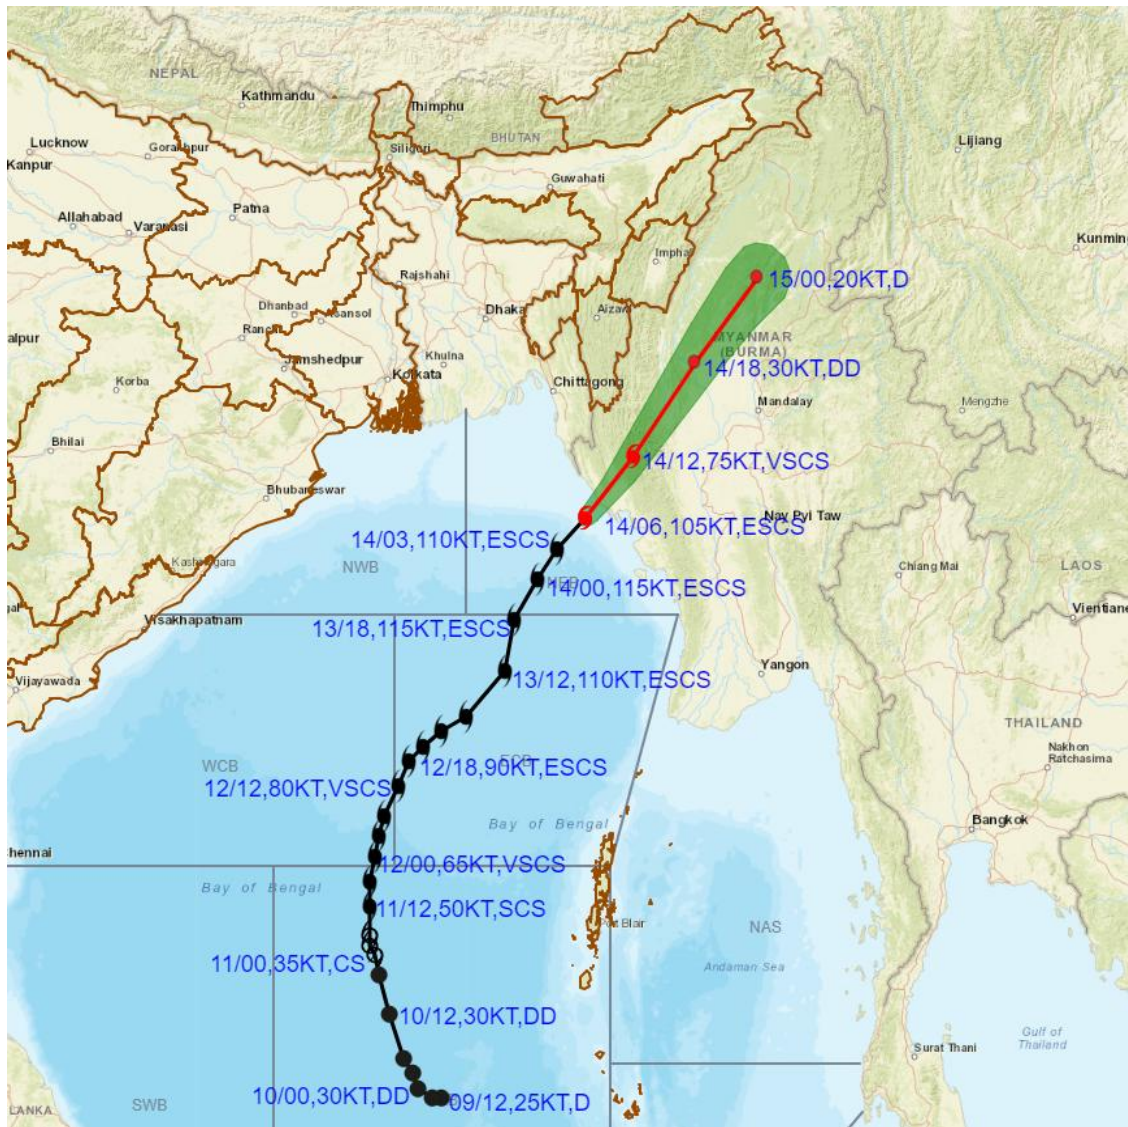 NEPAL
Kathmandu
Thimphu
BHUTAN
Lijiang
Lucknow
Gorakhpur
Siligori
Kanpur
Guwahati
Allahabad
Patna
Varanasi
Kunming
Imphal
Rajshahi
15/00,20KT,D
Dhanbad
Asansol
Dhaka
Aizawl
alpur
Ranchi
MYANMAR
(BURMA)
Jamshedpur
Khulna
14/18,30KT,DD
Korba
Kolkata
Chittagong
Mandalay
Mengzhe
Bhilai
14/12,75KT,VSCS
Bhubaneswar
Nay Pyi Taw
14/06,105KT,ESCS
14/03,110KT,ESCS
NWB
NEB
Chiang Mai
LAOS
14/00,115KT,ESCS
gal
Visakhapatnam
Vientiane
13/18,115KT,ESCS
Vijayawada
13/12,110KT,ESCS
Yangon
THAILAND
Nakhon
Ratchasima
WCB
ECB
12/18,90KT,ESCS
12/12,80KT,VSCS
Bay of Bengal
Bangkok
Chennai
12/00,65KT,VSCS
Bay of Bengal
11/12,50KT,SCS
Port Blair
NAS
11/00,35KT,CS
Andaman Sea
10/12,30KT,DD
Gulf of
Thailand
Surat Thani
10/00,30KT,DD
09/12,25KT,D
LANKA
SWB